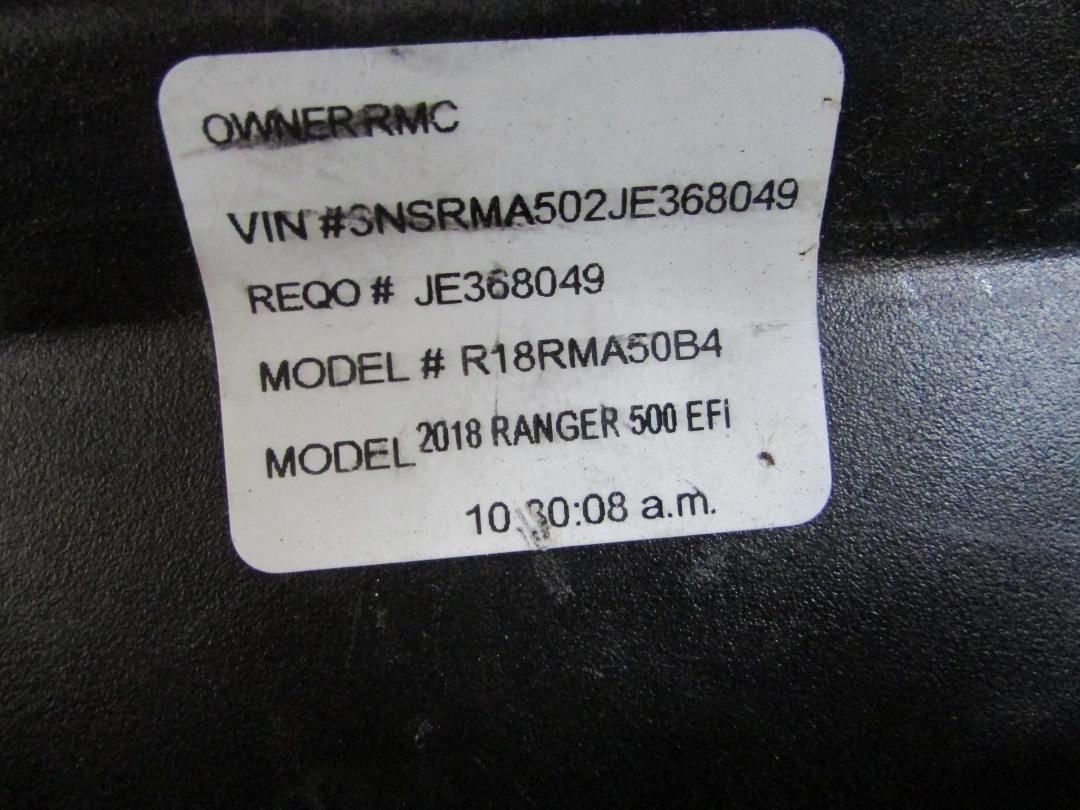 OWNER RMC
VIN #3NSRMA502JE368049
REQO # JE368049
MODEL # R18RMA50B4
MODEL 2018 RANGER 500 EFi
10:30:08 a.m.